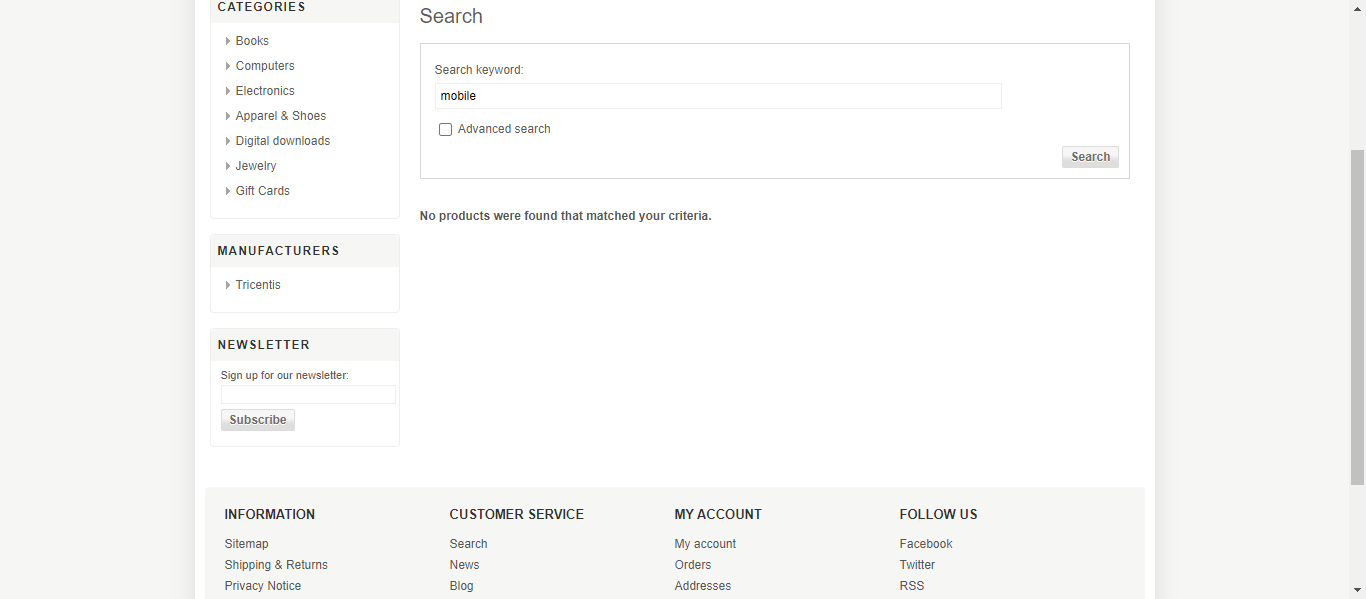 CATEGORIES
Books
Computers
Electronics
Apparel & Shoes
Digital downloads
Jewelry
Gift Cards
MANUFACTURERS
Tricentis
NEWSLETTER
Sign up for our newsletter:
Subscribe
Search
Search keyword:
mobile
Advanced search
Search
No products were found that matched your criteria.
INFORMATION
Sitemap
Shipping & Returns
Privacy Notice
CUSTOMER SERVICE
Search
News
Blog
MY ACCOUNT
My account
Orders
Addresses
FOLLOW US
Facebook
Twitter
RSS